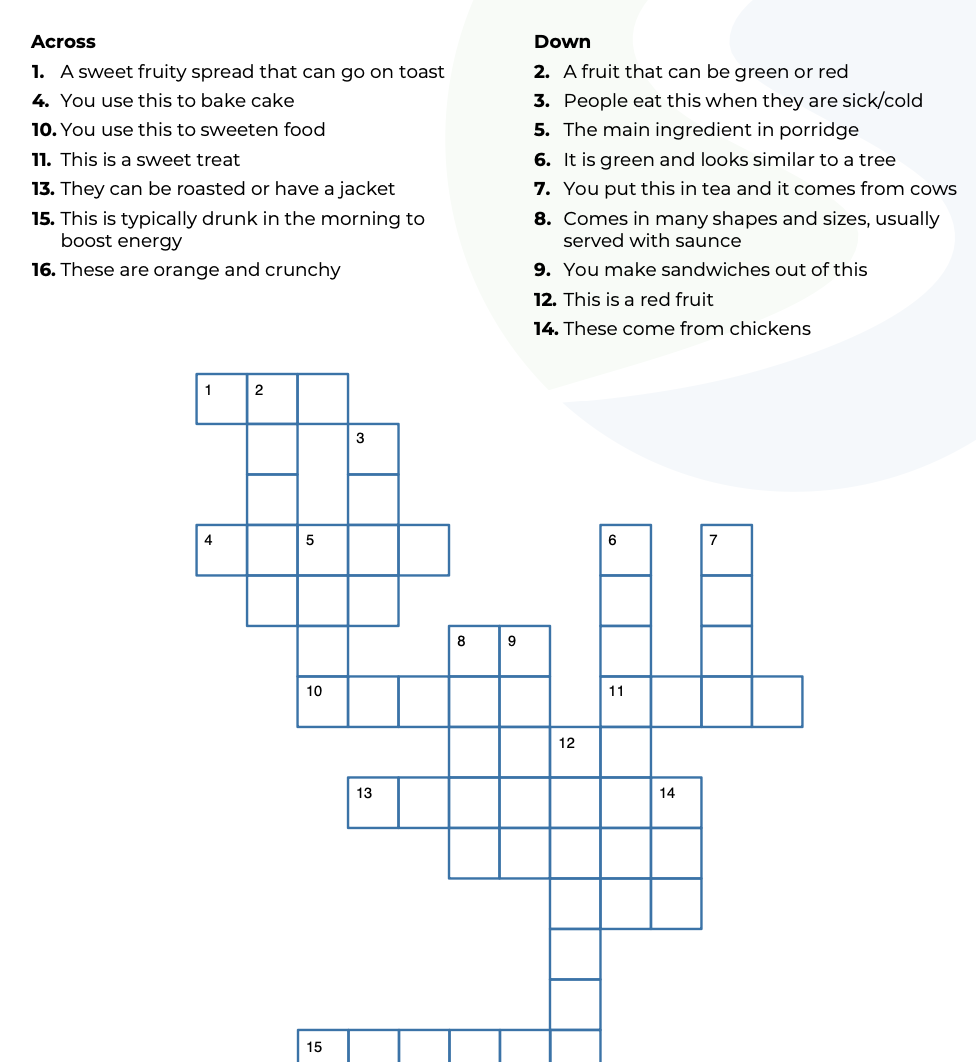 Across
1. A sweet fruity spread that can go on toast
4. You use this to bake cake
10. You use this to sweeten food
11. This is a sweet treat
13. They can be roasted or have a jacket
15. This is typically drunk in the morning to
boost energy
16. These are orange and crunchy
Down
2. A fruit that can be green or red
3. People eat this when they are sick/cold
5. The main ingredient in porridge
6. It is green and looks similar to a tree
7. You put this in tea and it comes from cows
8. Comes in many shapes and sizes, usually
served with saunce
9. You make sandwiches out of this
12. This is a red fruit
14. These come from chickens
1 2
3
4 5 6 7
8 9
10 11
12
13 14
15